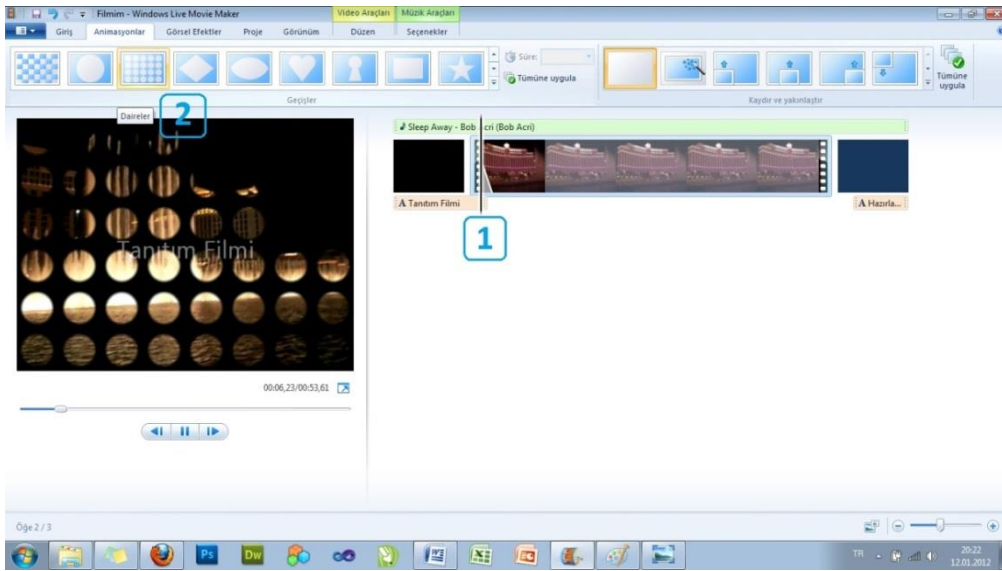 Filmim - Windows Live Movie Maker
Video Araçları
Müzik Araçları
Giriş
Animasyonlar
Görsel Efektler
Proje
Görünüm
Düzen
Seçenekler
Süre:
Tümüne uygula
Tümüne uygula
Geçişler
Kaydır ve yakınlaştır
Daireler
2
Sleep Away - Bob Acri (Bob Acri)
Tanıtım Filmi
A Tanıtım Filmi
A Hazırla...
1
00:06,23/00:53,61
Öğe 2 / 3
Ps
Dw
TR
20:22
12.01.2012